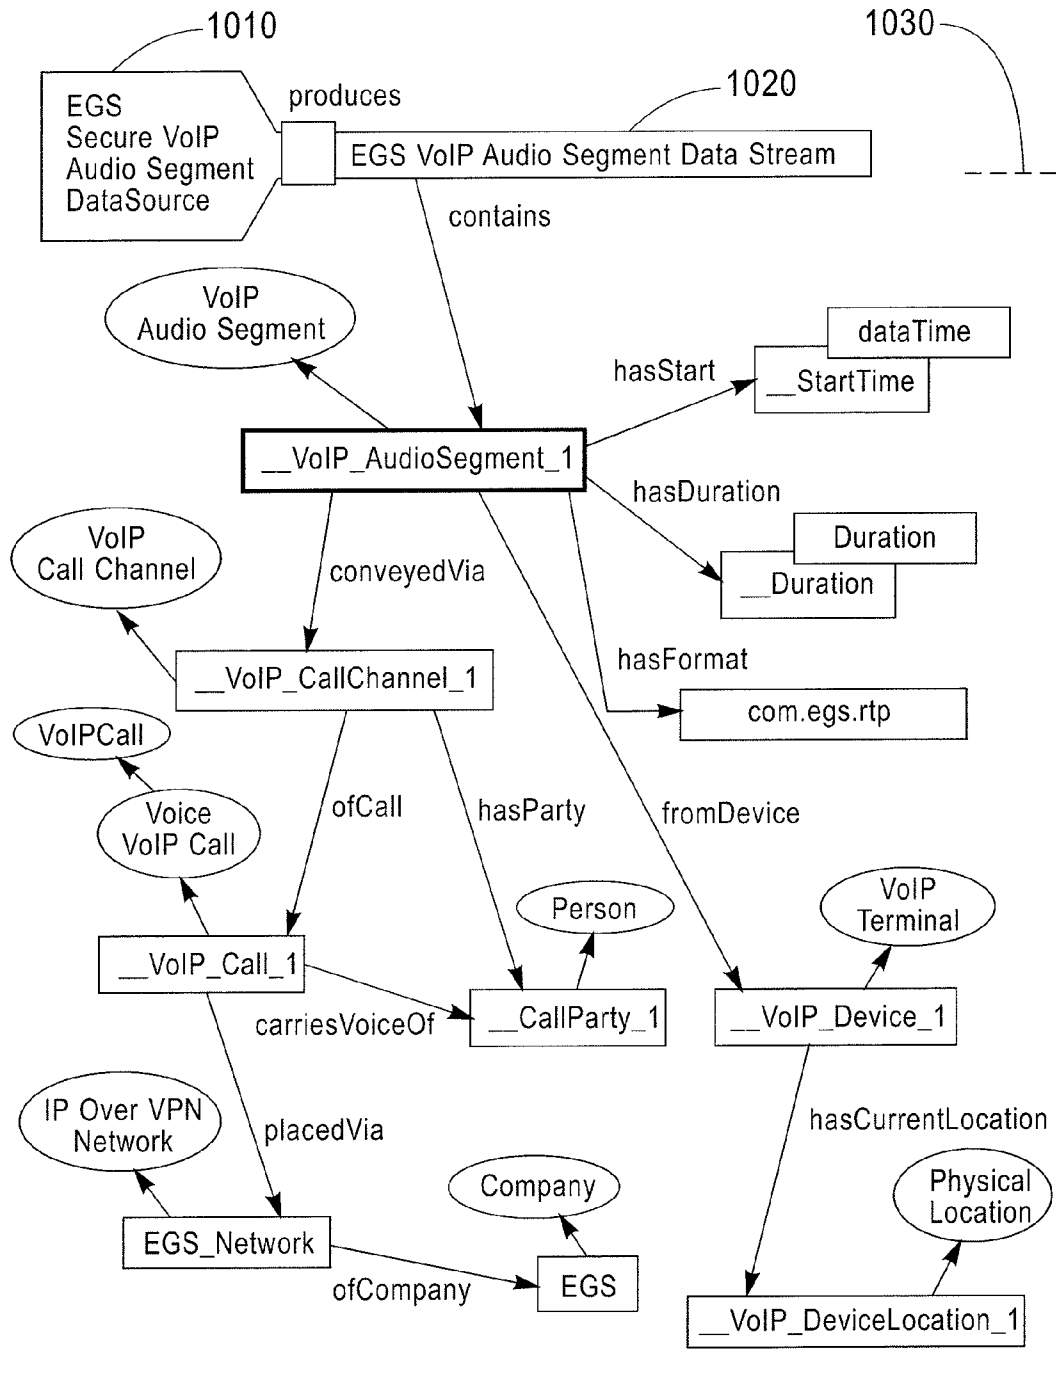 1010
1030
1020
produces
EGS
Secure VoIP
Audio Segment
DataSource
EGS VoIP Audio Segment Data Stream
contains
VoIP
Audio Segment
dataTime
hasStart
__StartTime
__VoIP_AudioSegment_1
hasDuration
Duration
__Duration
VoIP
Call Channel
conveyedVia
hasFormat
__VoIP_CallChannel_1
com.egs.rtp
VoIPCall
Voice
VoIP Call
ofCall
hasParty
fromDevice
Person
VoIP
Terminal
__VoIP_Call_1
carriesVoiceOf
__CallParty_1
__VoIP_Device_1
IP Over VPN
Network
placedVia
hasCurrentLocation
Company
Physical
Location
EGS_Network
ofCompany
EGS
__VoIP_DeviceLocation_1